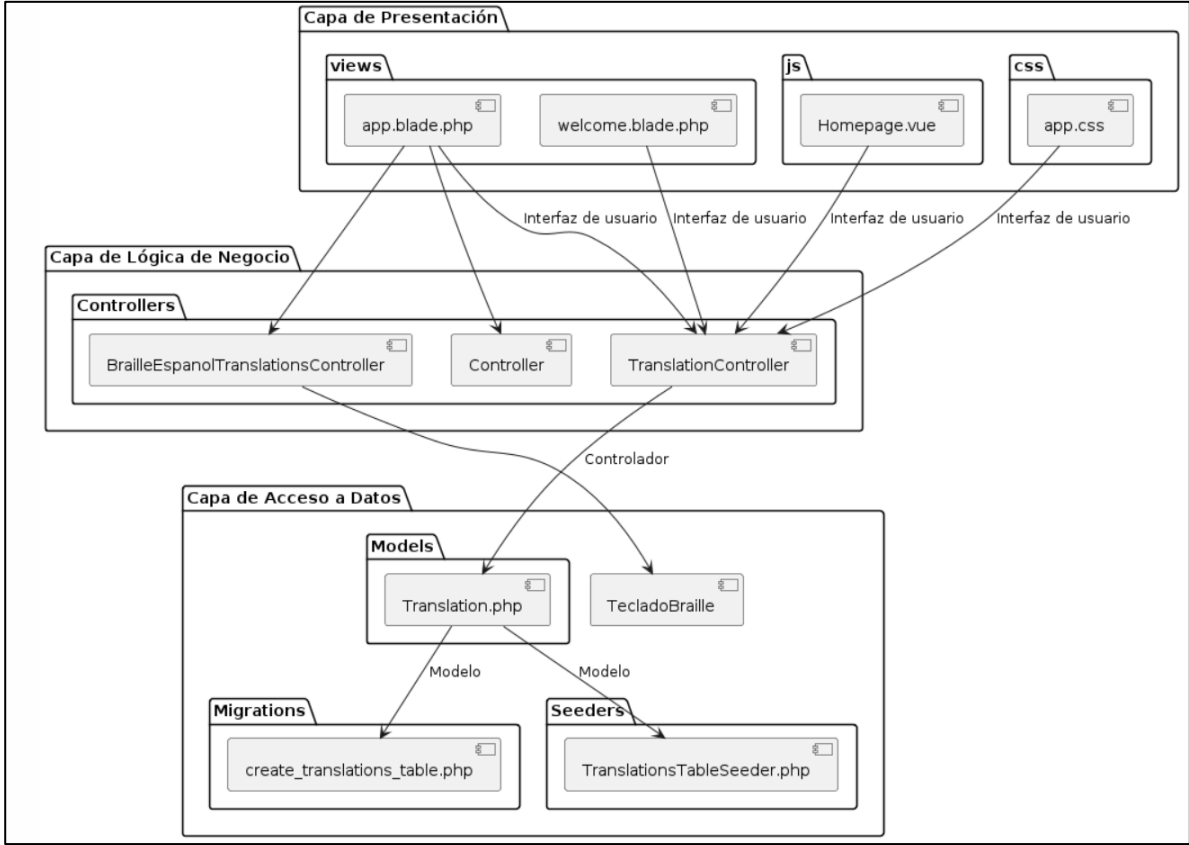 Capa de Presentación
views
js
css
app.blade.php
welcome.blade.php
Homepage.vue
app.css
Interfaz de usuario
Interfaz de usuario
Interfaz de usuario
Interfaz de usuario
Capa de Lógica de Negocio
Controllers
BrailleEspanolTranslationsController
Controller
TranslationController
Controlador
Capa de Acceso a Datos
Models
Translation.php
TecladoBraille
Modelo
Modelo
Migrations
Seeders
create_translations_table.php
TranslationsTableSeeder.php